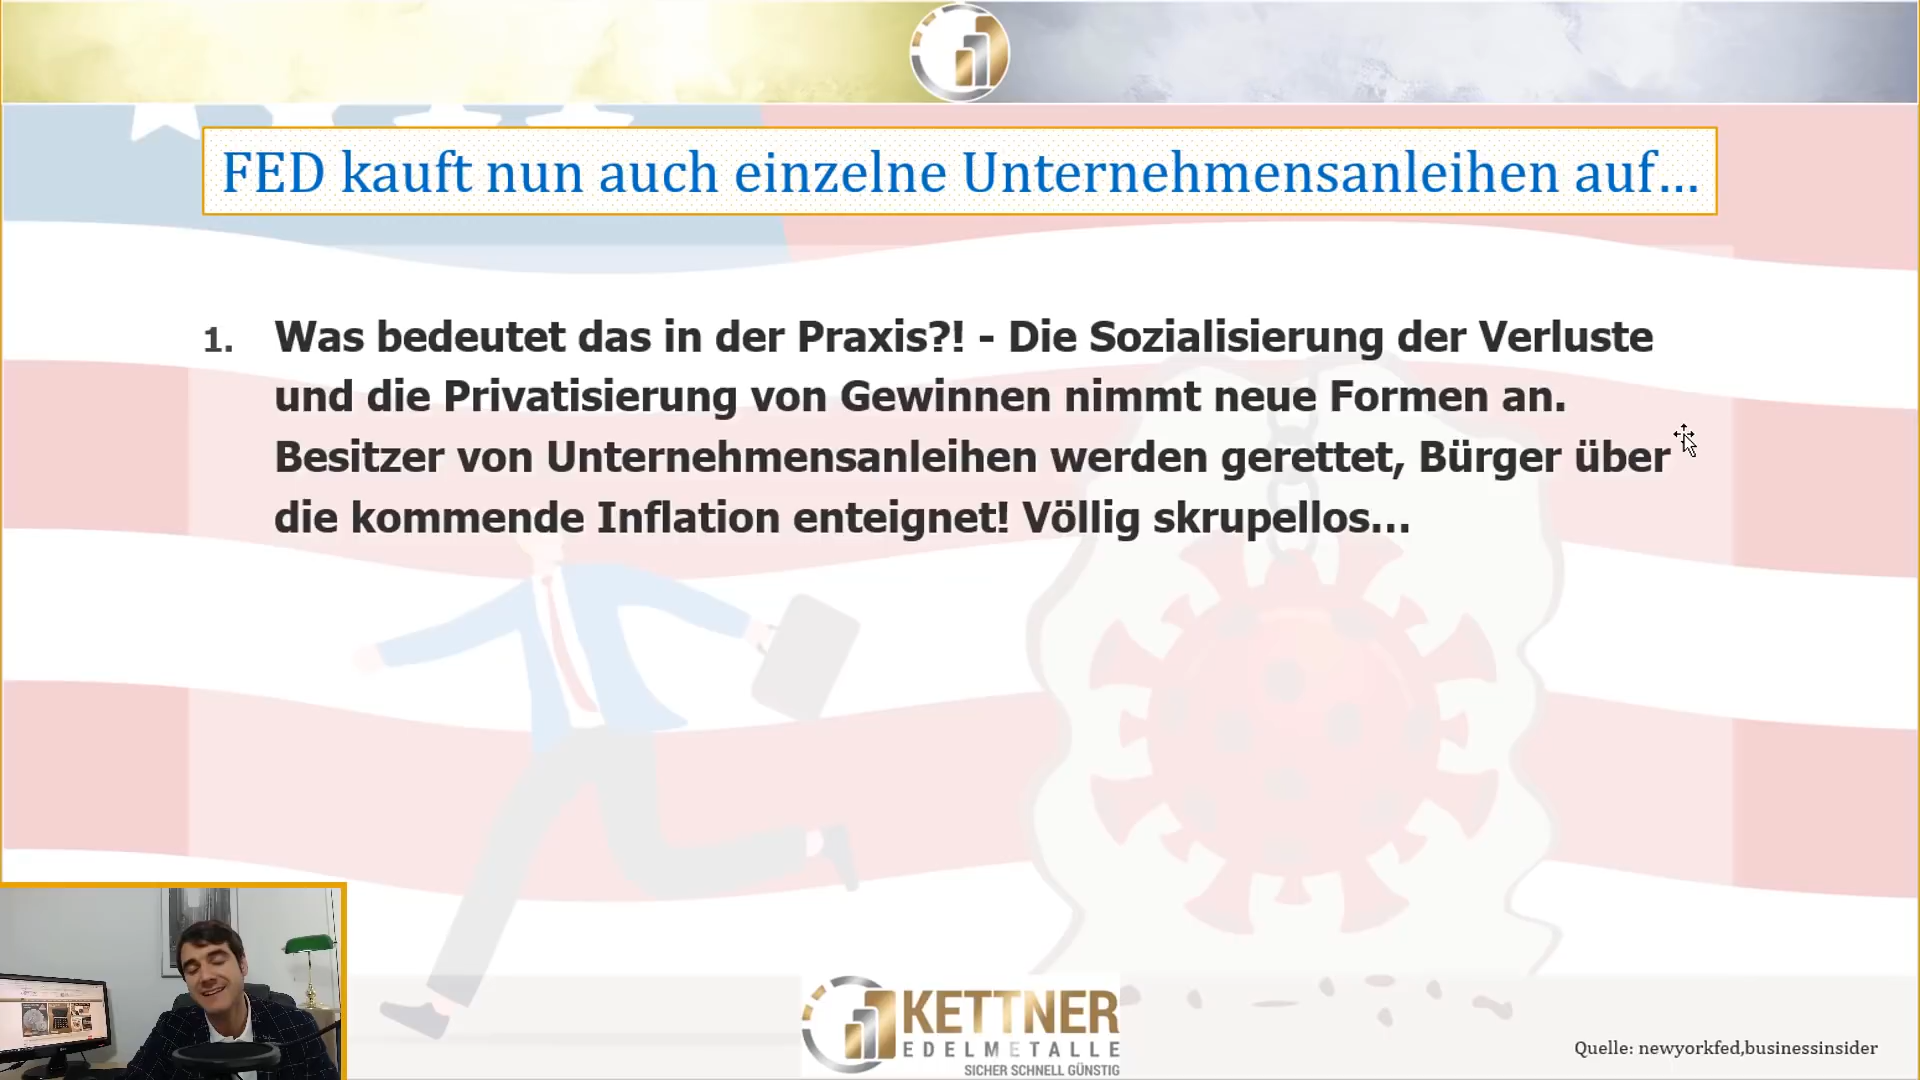 FED kauft nun auch einzelne Unternehmensanleihen auf...
1. Was bedeutet das in der Praxis?! - Die Sozialisierung der Verluste
und die Privatisierung von Gewinnen nimmt neue Formen an.
Besitzer von Unternehmensanleihen werden gerettet, Bürger über
die kommende Inflation enteignet! Völlig skrupellos...
KETTNER
EDELMETALLE
SICHER SCHNELL GÜNSTIG
Quelle: newyorkfed,businessinsider